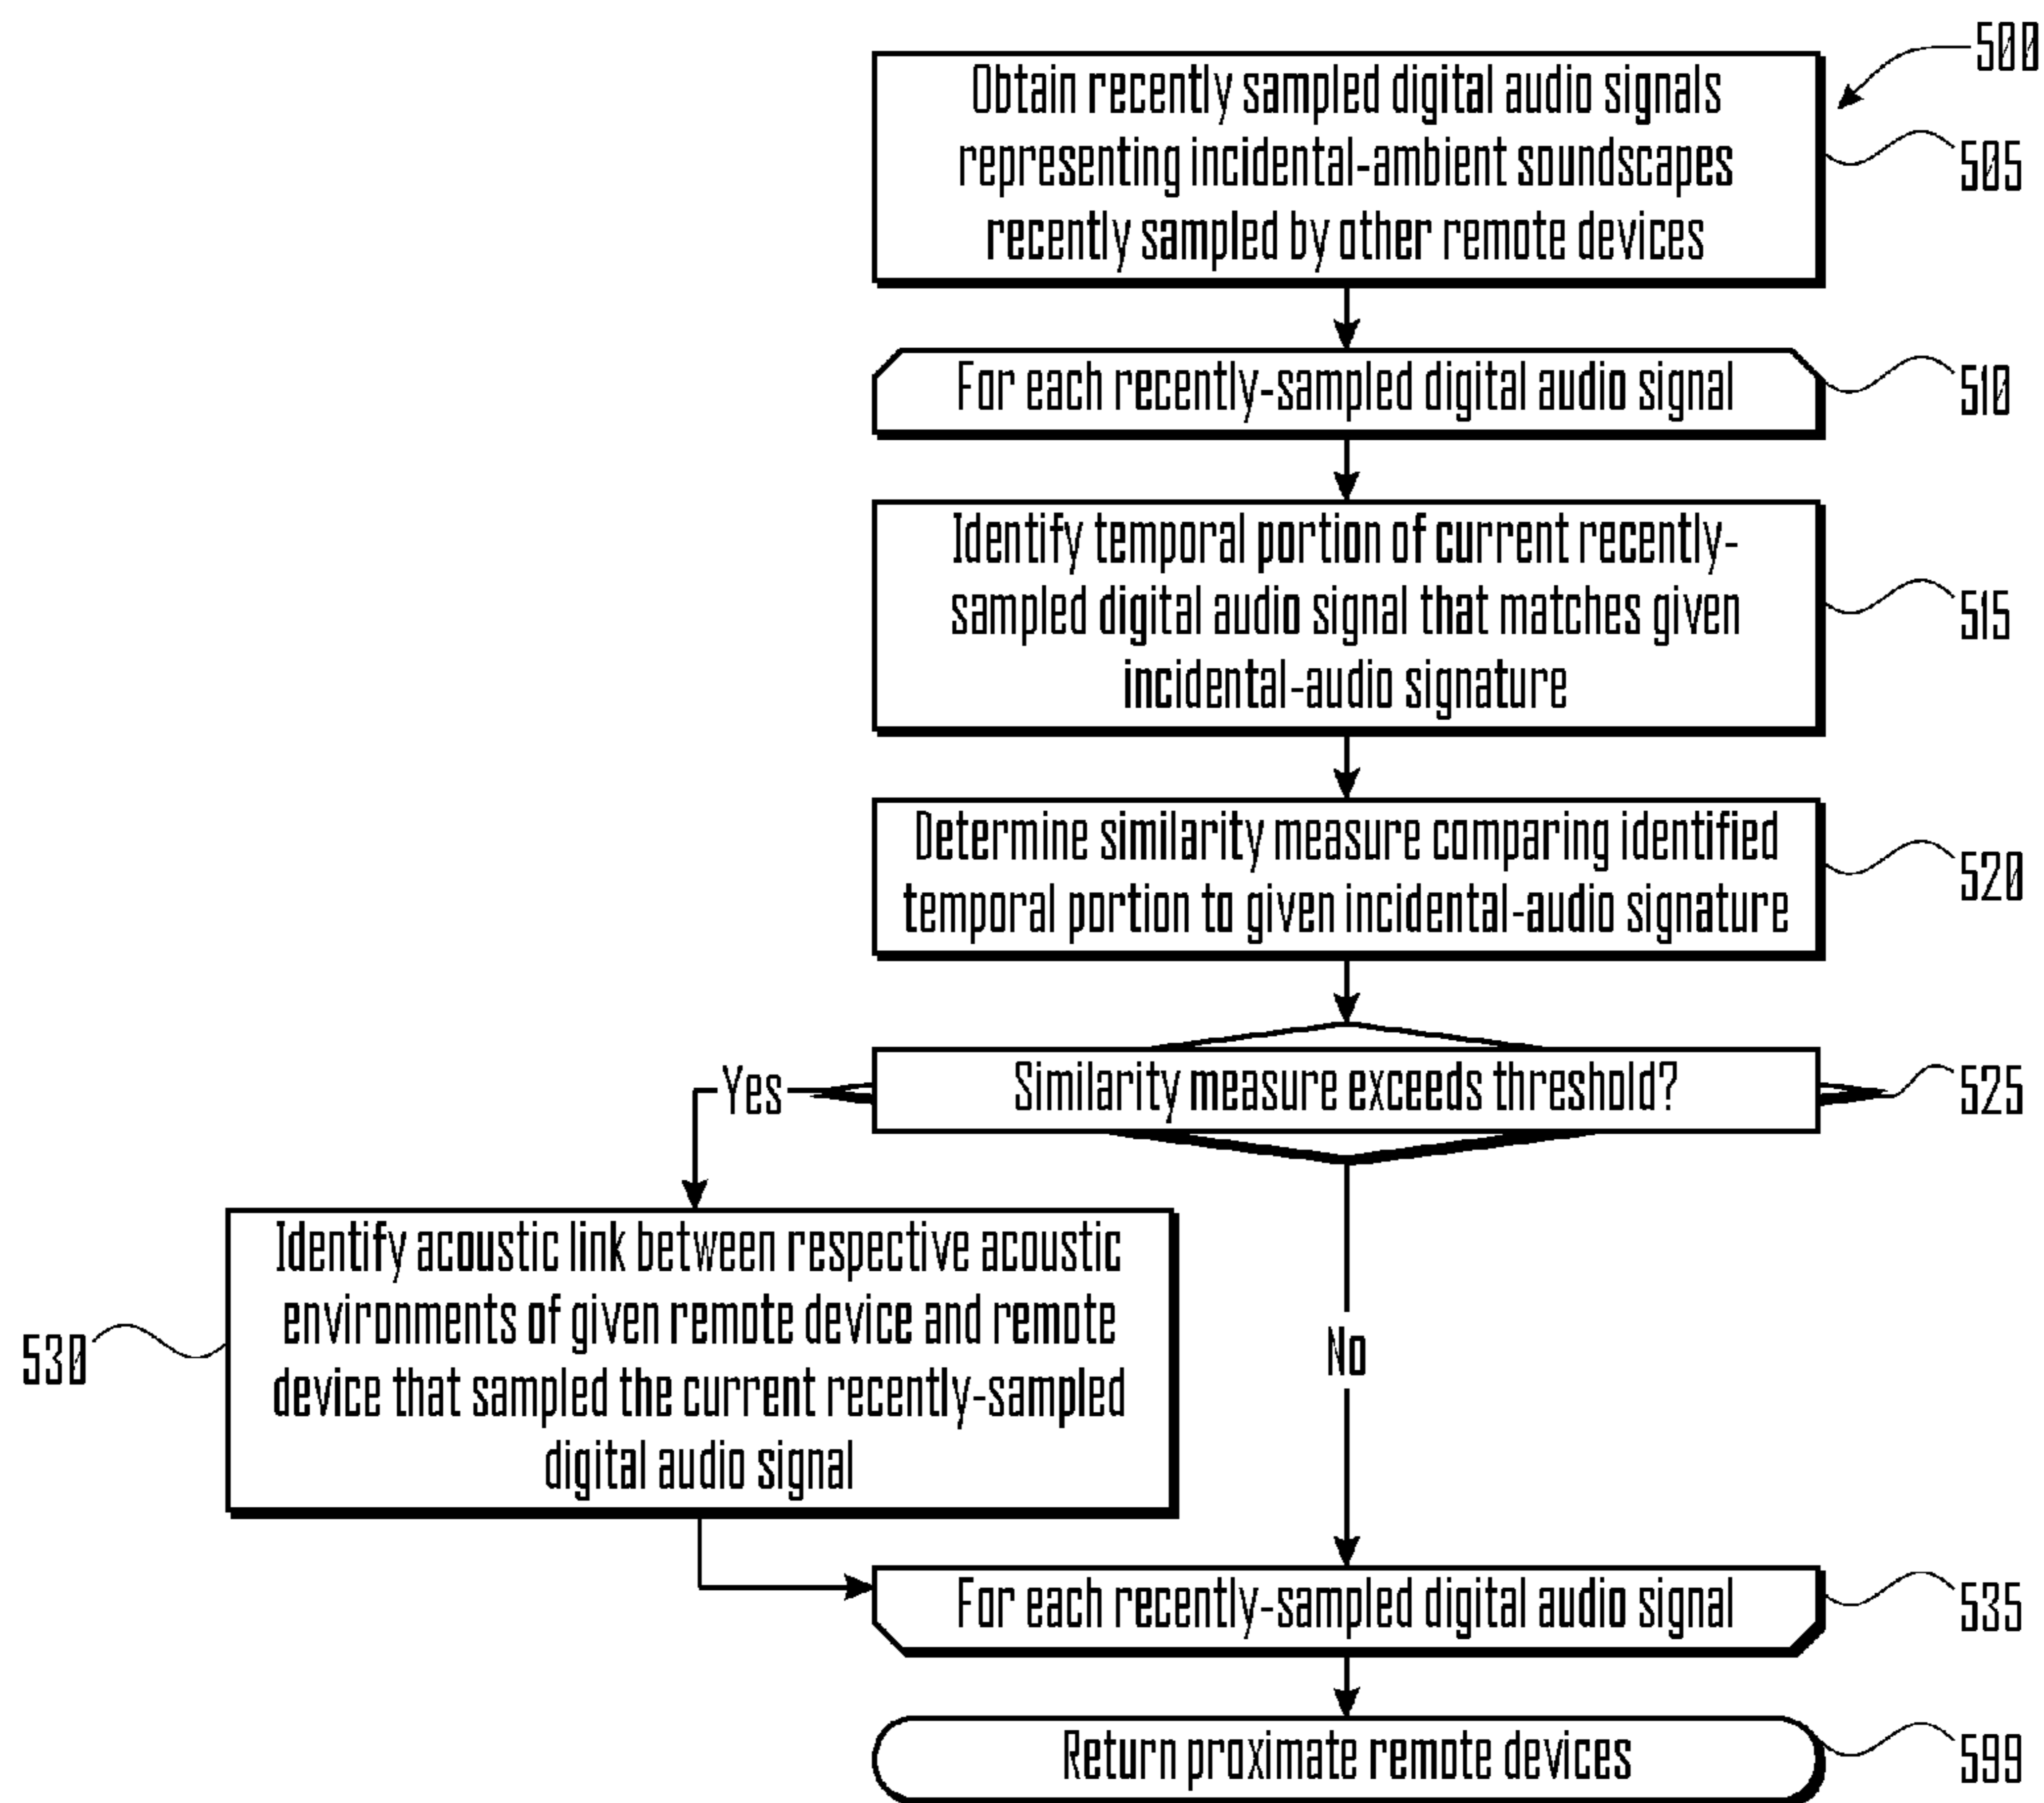 500
Obtain recently sampled digital audio signals
representing incidental-ambient soundscapes
recently sampled by other remote devices
505
For each recently-sampled digital audio signal
510
Identify temporal portion of current recently-
sampled digital audio signal that matches given
incidental-audio signature
515
Determine similarity measure comparing identified
temporal portion to given incidental-audio signature
520
Similarity measure exceeds threshold?
525
Yes
No
Identify acoustic link between respective acoustic
environments of given remote device and remote
device that sampled the current recently-sampled
digital audio signal
530
For each recently-sampled digital audio signal
535
Return proximate remote devices
599